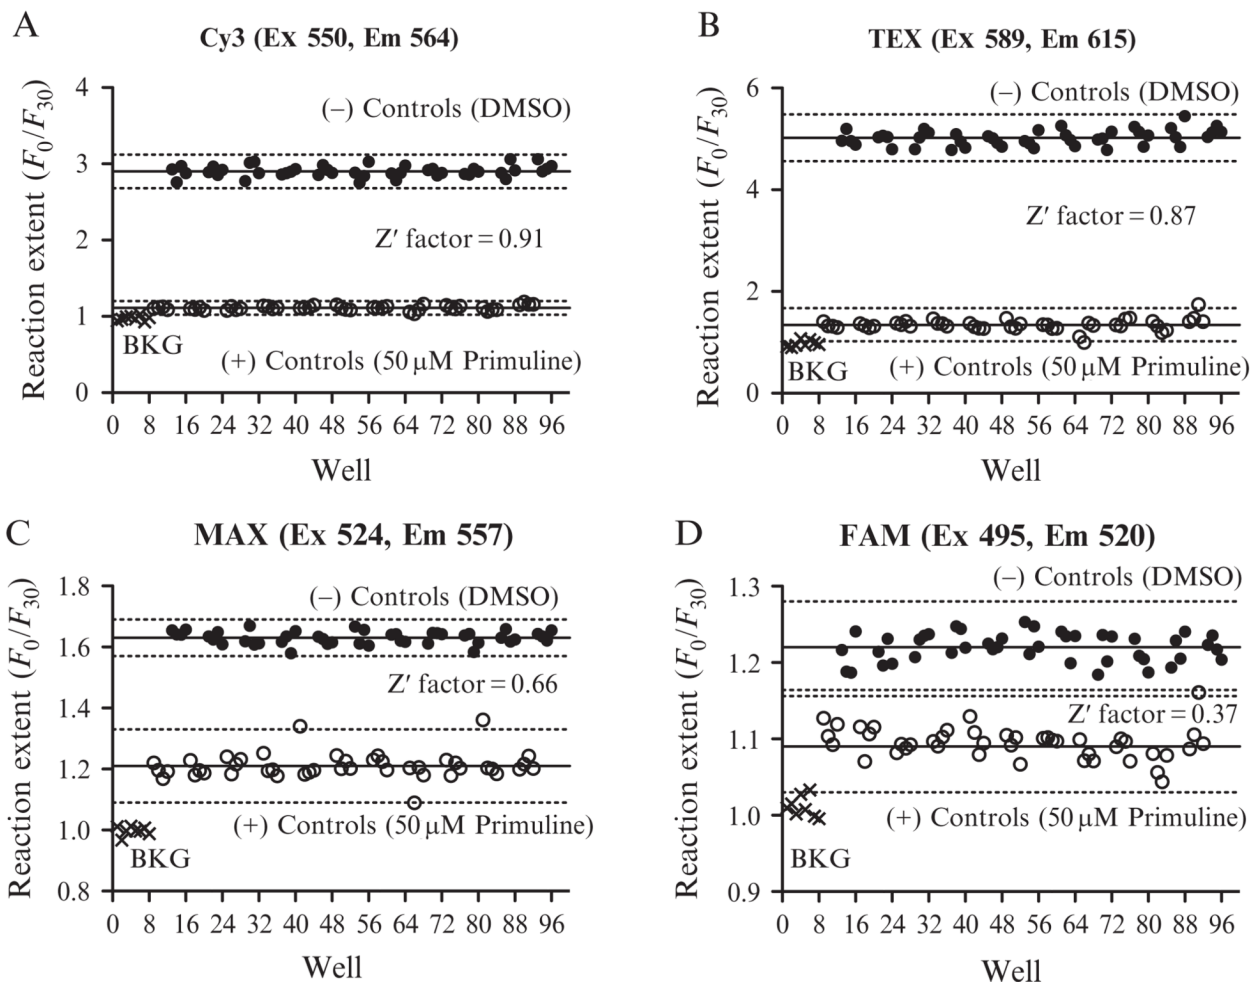 A
Cy3 (Ex 550, Em 564)
Reaction extent (F0/F30)
4
3
2
1
0
(–) Controls (DMSO)
Z′ factor = 0.91
BKG
(+) Controls (50 μM Primuline)
0 8 16 24 32 40 48 56 64 72 80 88 96
Well
B
TEX (Ex 589, Em 615)
Reaction extent (F0/F30)
6
4
2
0
(–) Controls (DMSO)
Z′ factor = 0.87
BKG
(+) Controls (50 μM Primuline)
0 8 16 24 32 40 48 56 64 72 80 88 96
Well
C
MAX (Ex 524, Em 557)
Reaction extent (F0/F30)
1.8
1.6
1.4
1.2
1.0
0.8
(–) Controls (DMSO)
Z′ factor = 0.66
(+) Controls (50 μM Primuline)
BKG
0 8 16 24 32 40 48 56 64 72 80 88 96
Well
D
FAM (Ex 495, Em 520)
Reaction extent (F0/F30)
1.3
1.2
1.1
1.0
0.9
(–) Controls (DMSO)
Z′ factor = 0.37
(+) Controls (50 μM Primuline)
BKG
0 8 16 24 32 40 48 56 64 72 80 88 96
Well